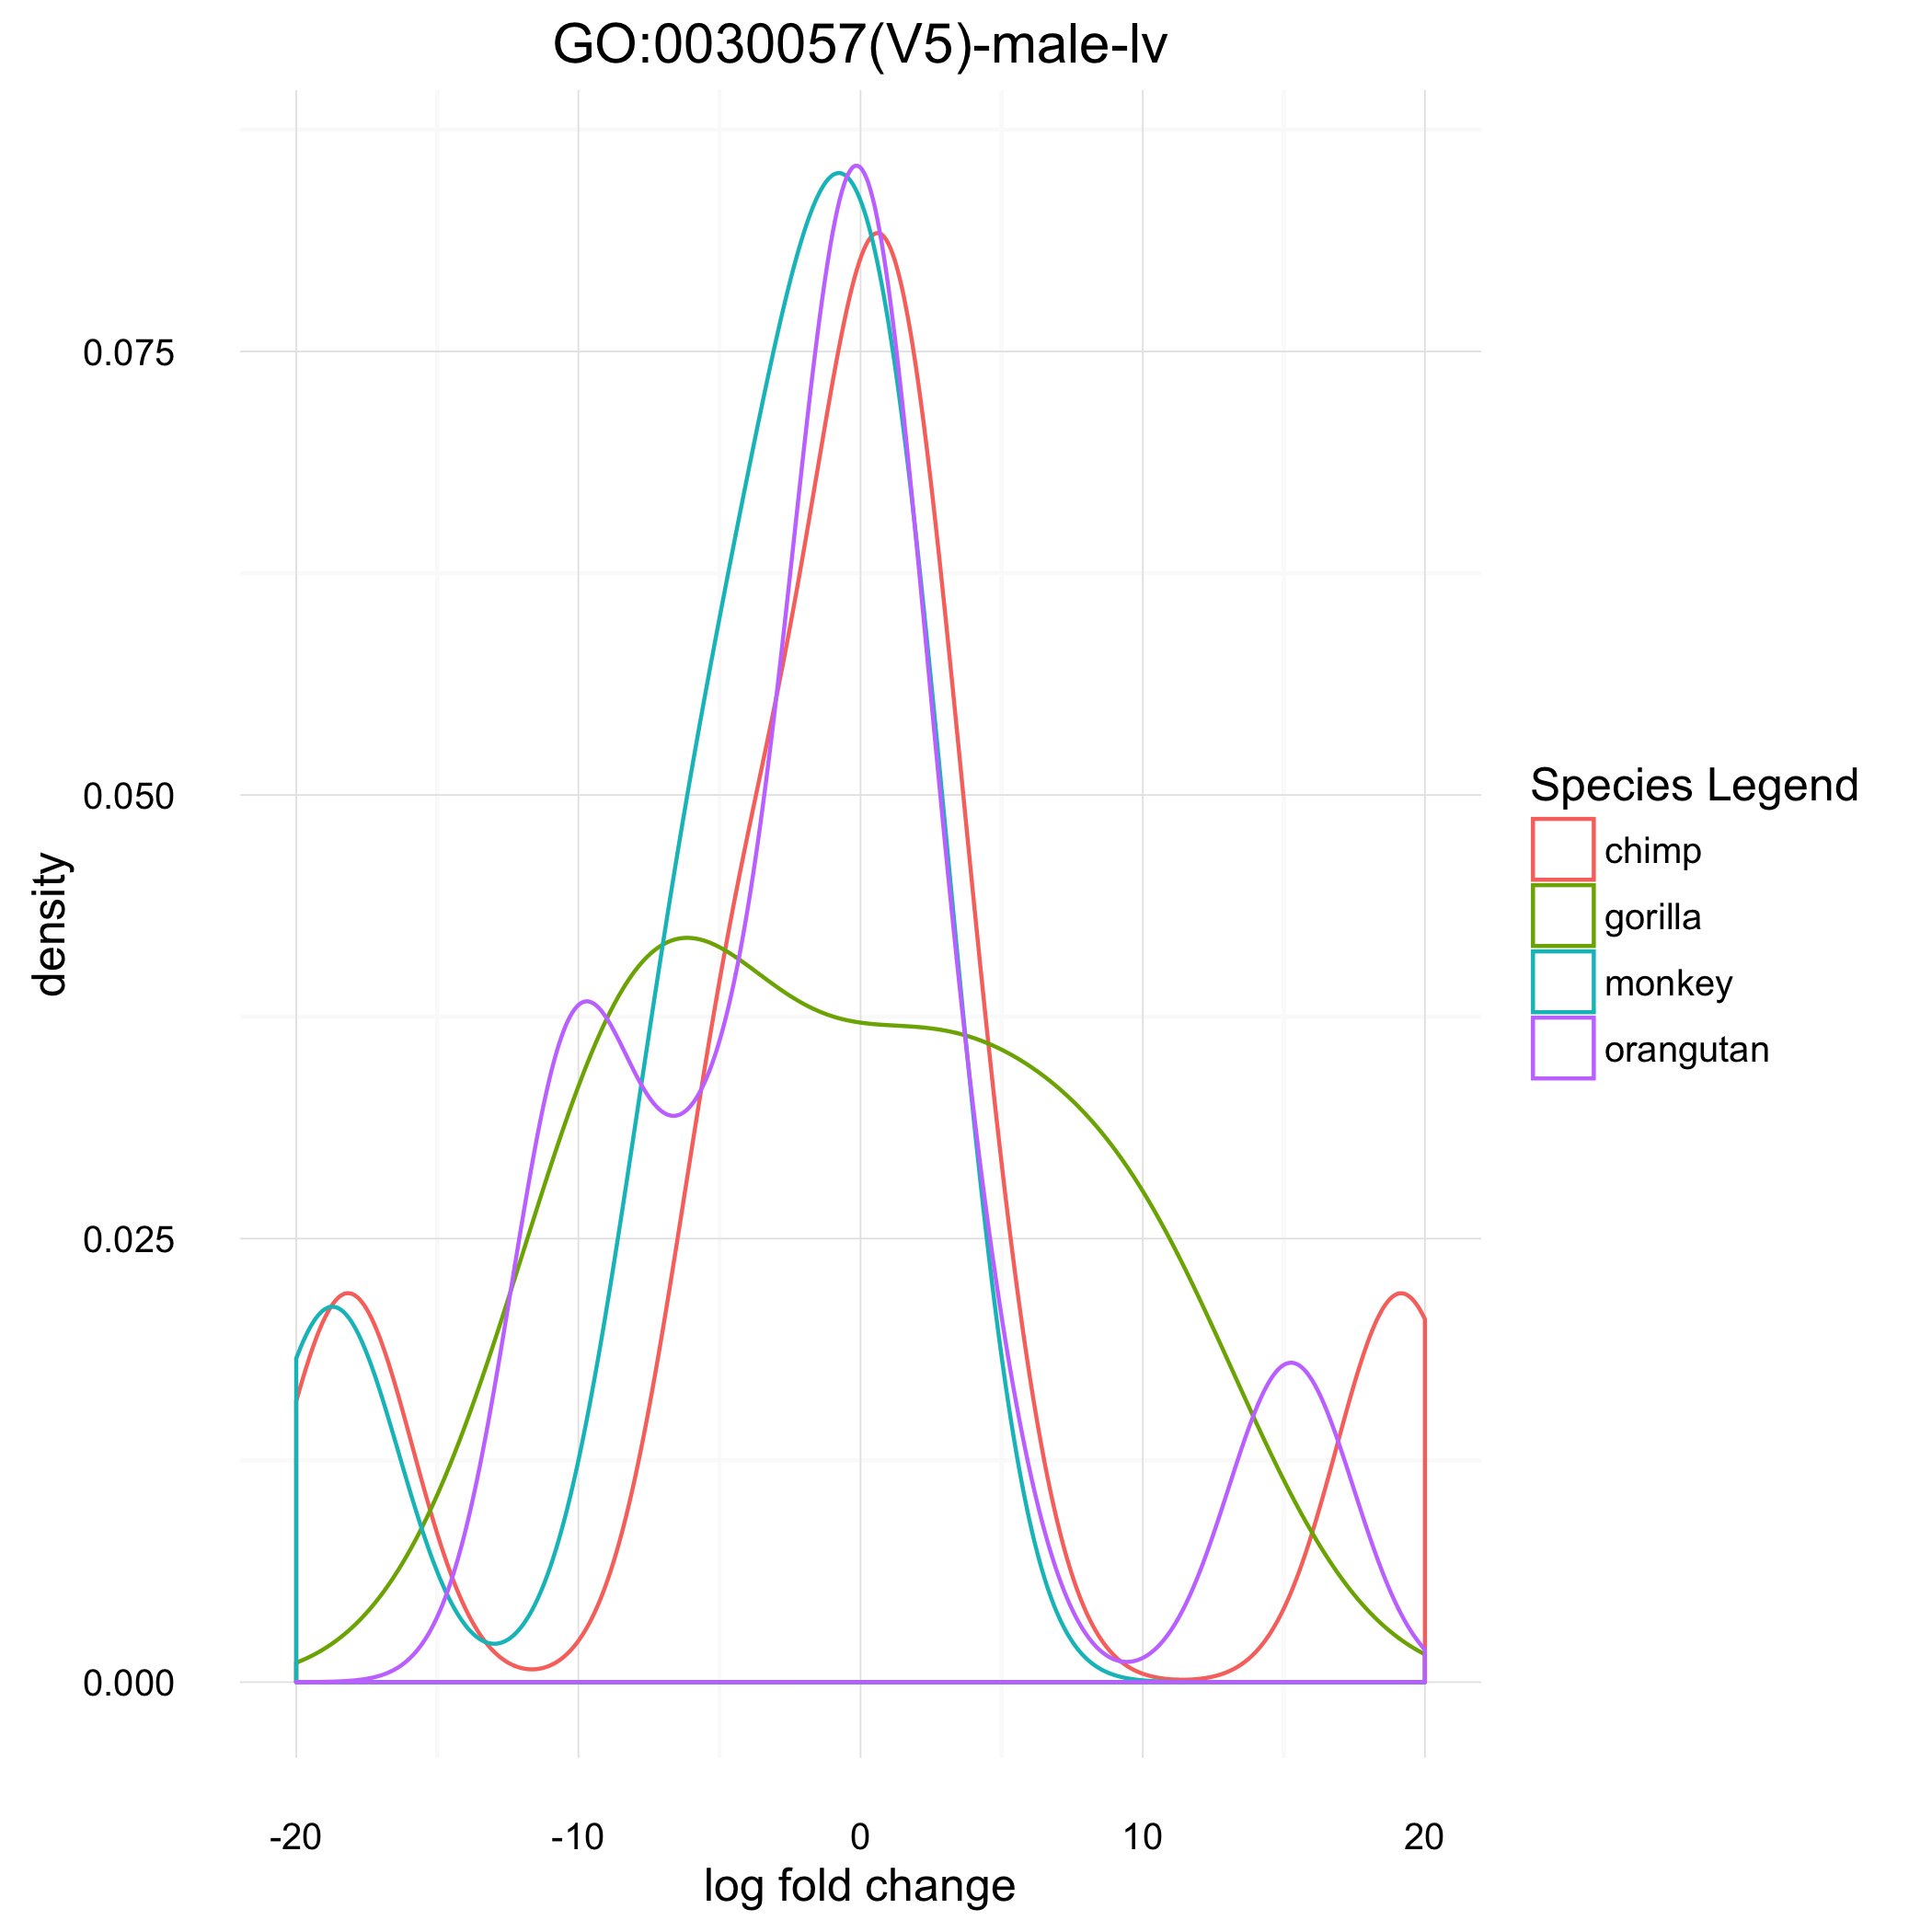 GO:0030057(V5)-male-lv
0.075
0.050
0.025
0.000
density
-20 -10 0 10 20
log fold change
Species Legend
chimp
gorilla
monkey
orangutan